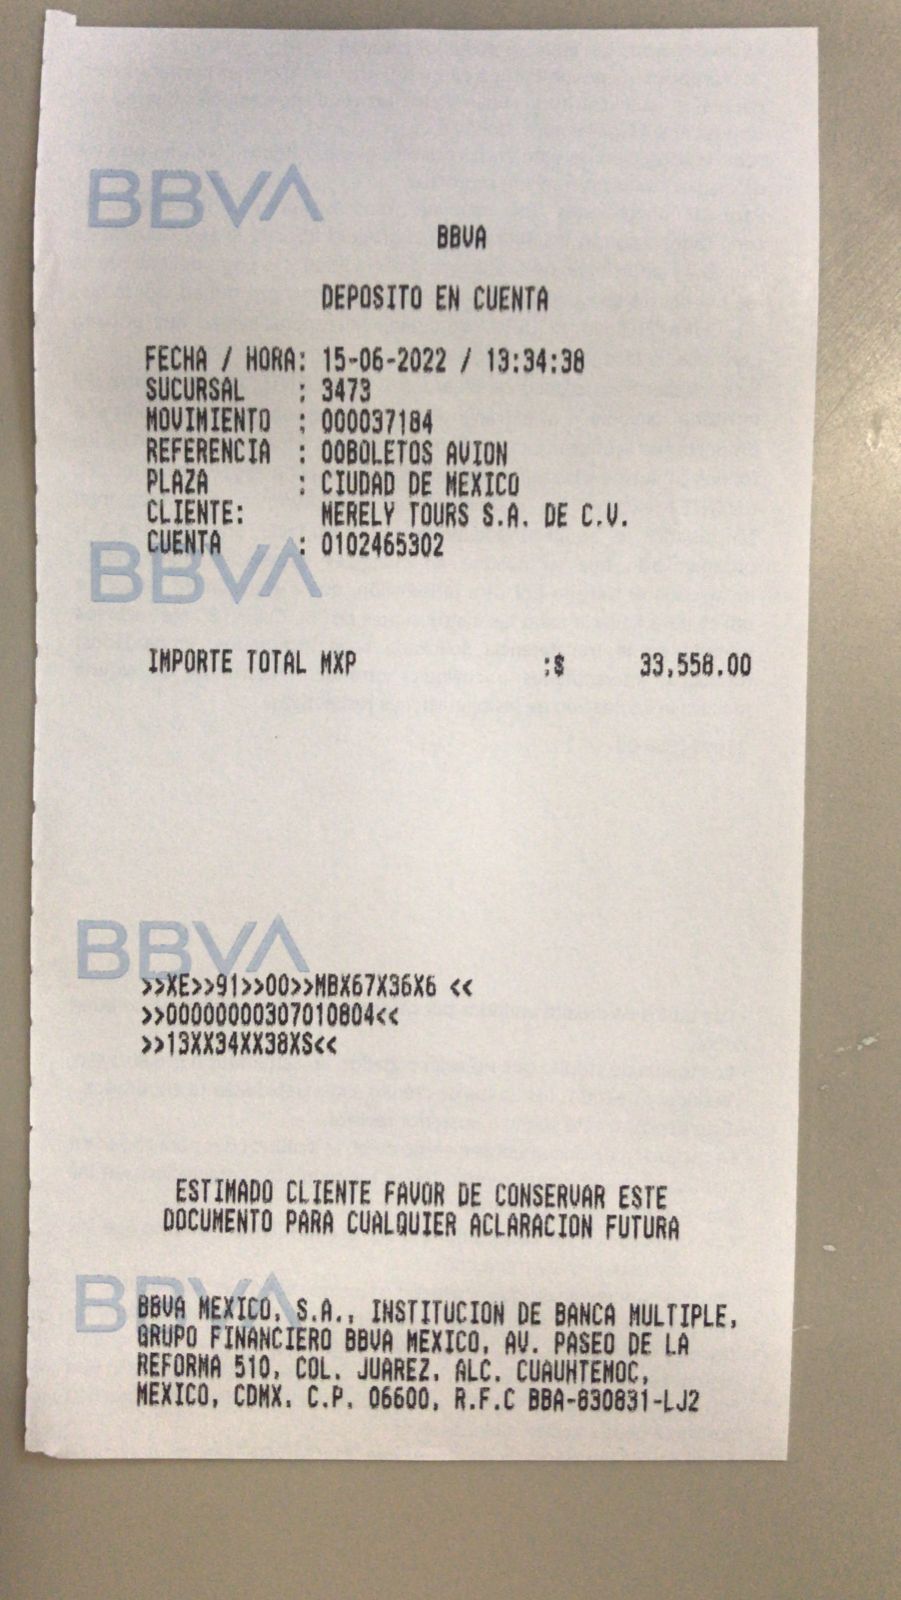 BBVA
BBVA
DEPOSITO EN CUENTA
FECHA / HORA: 15-06-2022 / 13:34:38
SUCURSAL : 3473
MOVIMIENTO : 000037184
REFERENCIA : 00BOLETOS AVION
PLAZA : CIUDAD DE MEXICO
CLIENTE: MERELY TOURS S.A. DE C.V.
CUENTA : 0102465302
BBVA
IMPORTE TOTAL MXP :$ 33,558.00
BBVA
>>XE>>91>>00>>MBX67X36X6 <<
>>00000000307010804<<
>>13XX34XX38XS<<
ESTIMADO CLIENTE FAVOR DE CONSERVAR ESTE
DOCUMENTO PARA CUALQUIER ACLARACION FUTURA
BBVA
BBVA MEXICO, S.A., INSTITUCION DE BANCA MULTIPLE,
GRUPO FINANCIERO BBVA MEXICO, AV. PASEO DE LA
REFORMA 510, COL. JUAREZ, ALC. CUAUHTEMOC,
MEXICO, CDMX. C.P. 06600, R.F.C BBA-830831-LJ2